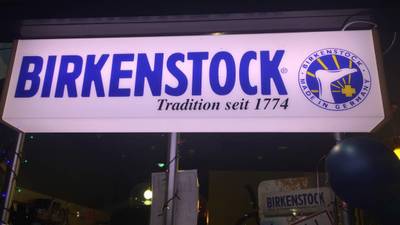 BIRKENSTOCK®
Tradition seit 1774
BIRKENSTOCK
MADE IN GERMANY
BIRKENSTOCK